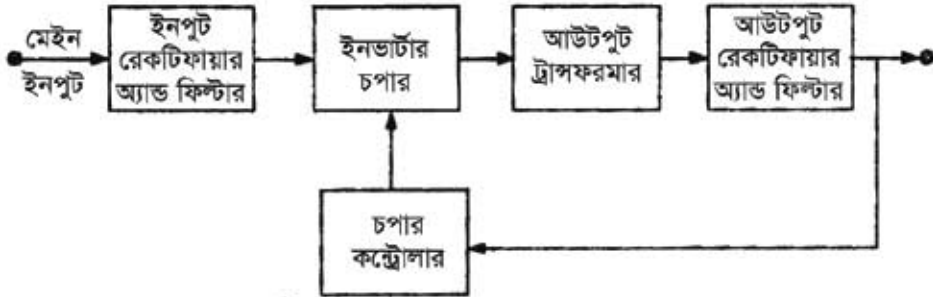 মেইন
ইনপুট
ইনপুট
রেকটিফায়ার
অ্যান্ড ফিল্টার
ইনভার্টার
চপার
আউটপুট
ট্রান্সফরমার
আউটপুট
রেকটিফায়ার
অ্যান্ড ফিল্টার
চপার
কন্ট্রোলার